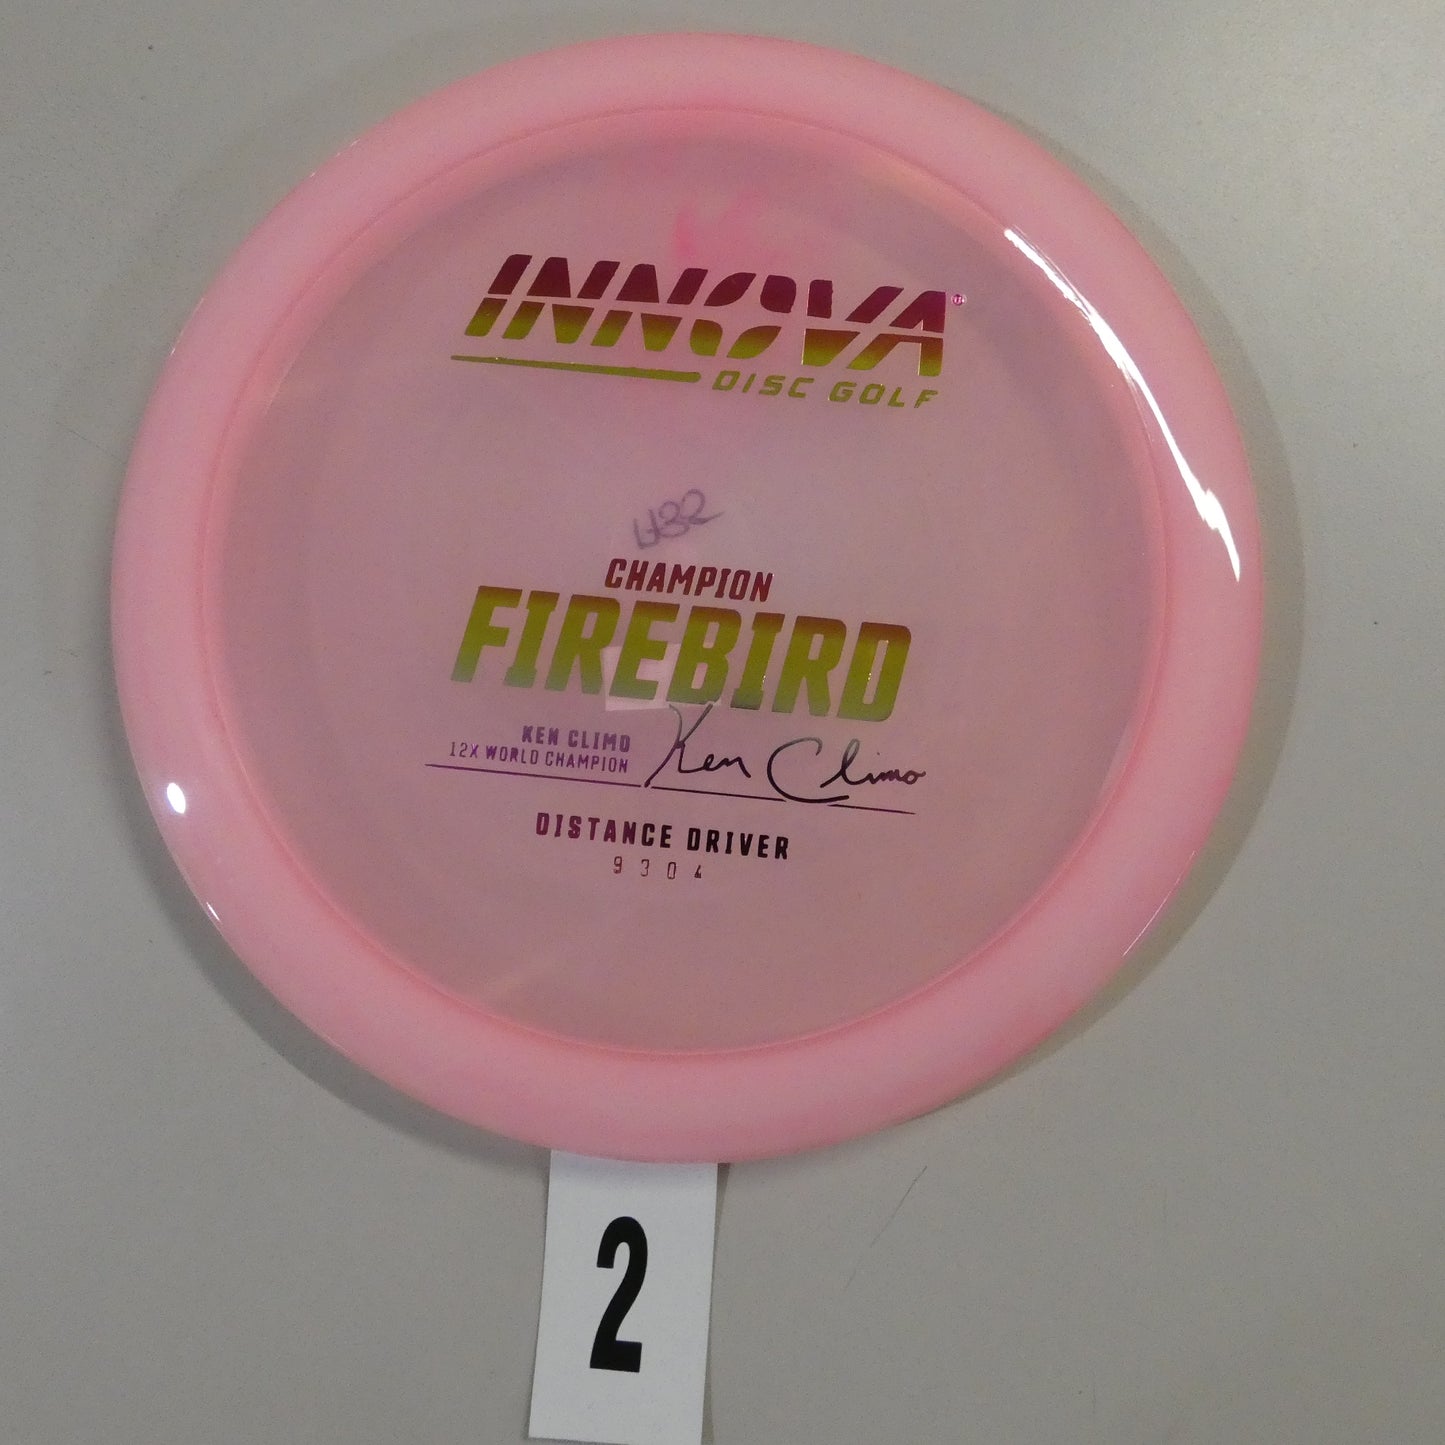 INNOVA®
DISC GOLF
CHAMPION
FIREBIRD
KEN CLIMO
12X WORLD CHAMPION
Ken Climo
DISTANCE DRIVER
9 3 0 4
2